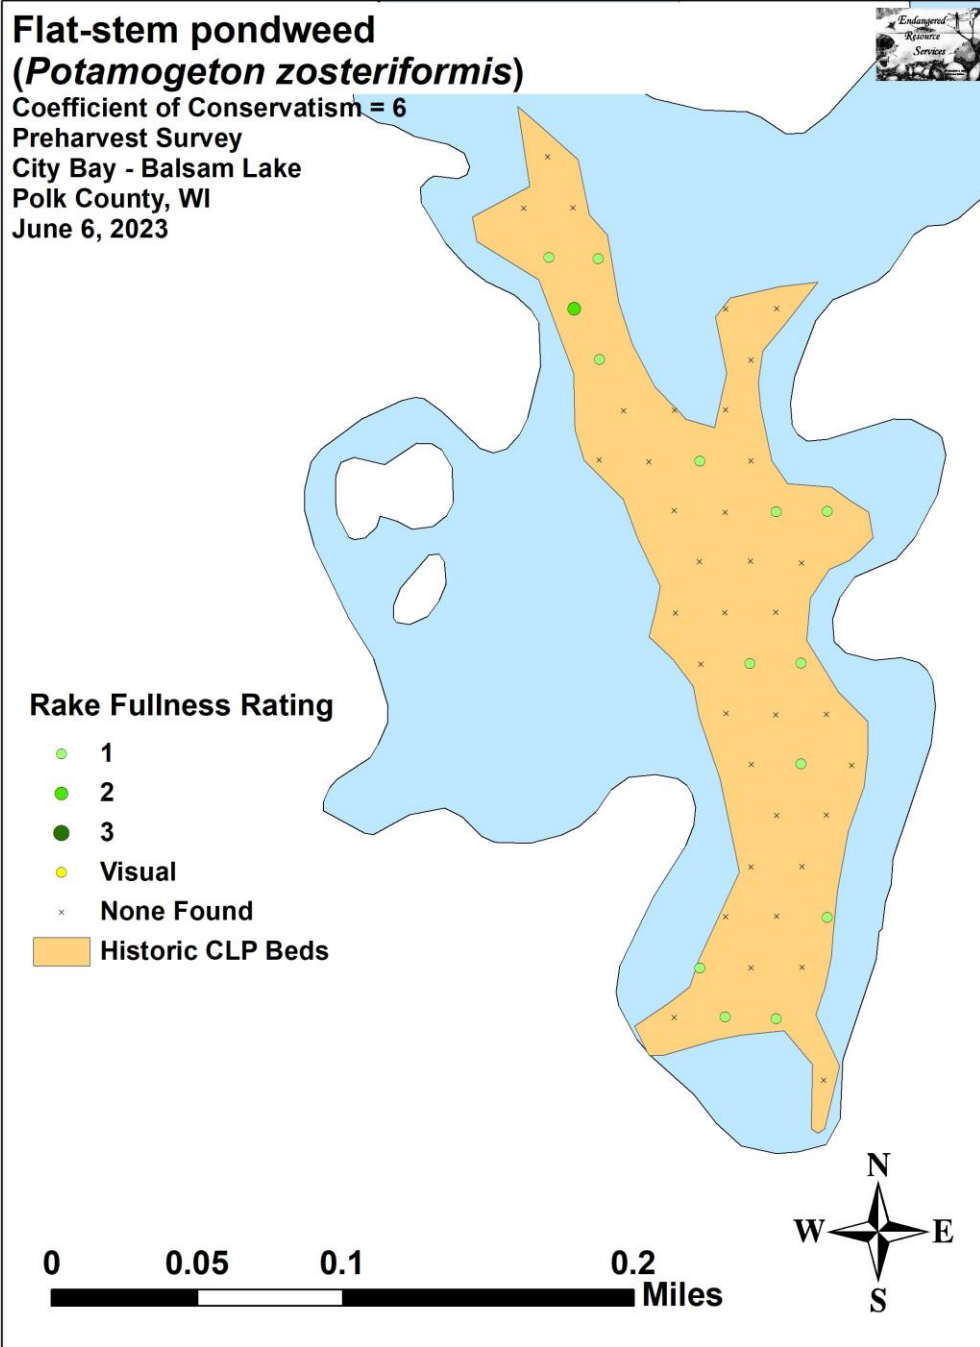 Flat-stem pondweed
(Potamogeton zosteriformis)
Coefficient of Conservatism = 6
Preharvest Survey
City Bay - Balsam Lake
Polk County, WI
June 6, 2023
Endangered
Resource
Services
Rake Fullness Rating
1
2
3
Visual
None Found
Historic CLP Beds
N
W E
S
0 0.05 0.1 0.2
Miles